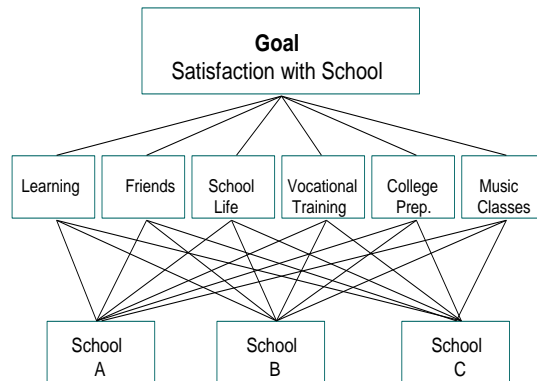 Goal
Satisfaction with School
Learning
Friends
School
Life
Vocational
Training
College
Prep.
Music
Classes
School
A
School
B
School
C